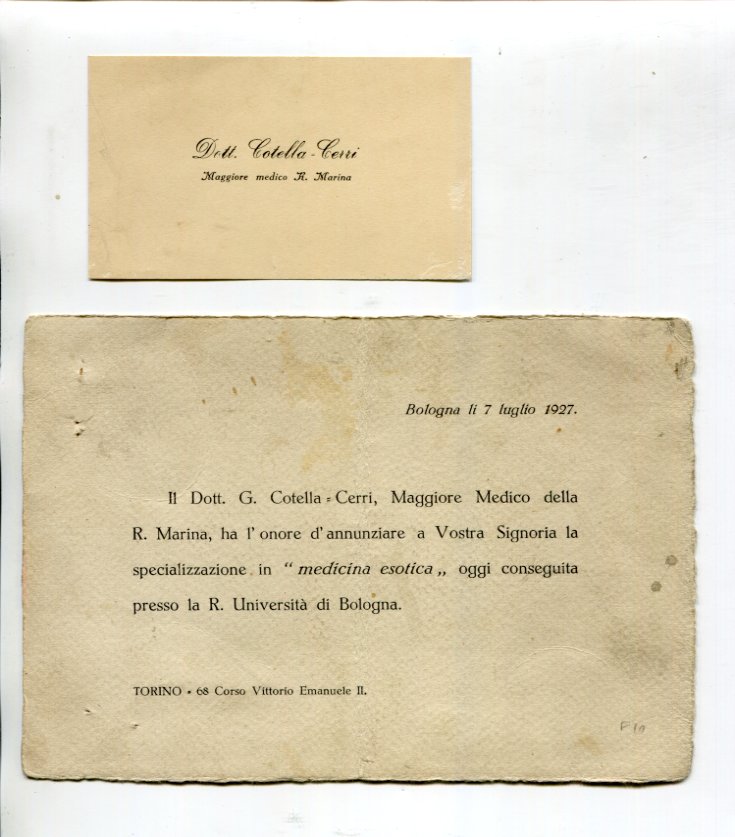 Dott. Cotella-Cerri
Maggiore medico R. Marina
Bologna li 7 luglio 1927.
Il Dott. G. Cotella-Cerri, Maggiore Medico della
R. Marina, ha l'onore d'annunziare a Vostra Signoria la
specializzazione in “medicina esotica„ oggi conseguita
presso la R. Università di Bologna.
TORINO - 68 Corso Vittorio Emanuele II.